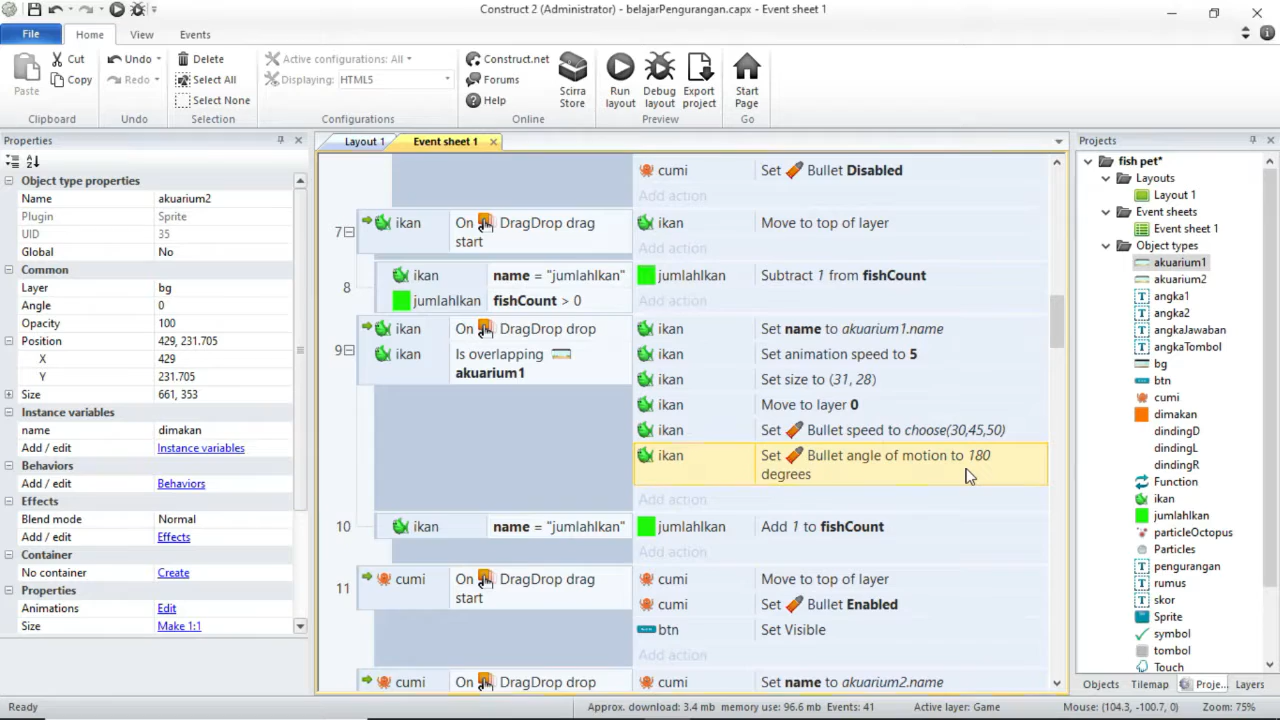 Construct 2 (Administrator) - belajarPengurangan.capx - Event sheet 1
File Home View Events
Paste
Cut
Copy
Clipboard
Undo
Redo
Undo
Delete
Select All
Select None
Selection
Active configurations: All
Displaying: HTML5
Configurations
Construct.net
Forums
Help
Scirra Store
Online
Run layout
Debug layout
Export project
Preview
Start Page
Go
Properties
Object type properties
Name akuarium2
Plugin Sprite
UID 35
Global No
Common
Layer bg
Angle 0
Opacity 100
Position 429, 231.705
X 429
Y 231.705
Size 661, 353
Instance variables
name dimakan
Add / edit Instance variables
Behaviors
Add / edit Behaviors
Effects
Blend mode Normal
Add / edit Effects
Container
No container Create
Properties
Animations Edit
Size Make 1:1
Layout 1 Event sheet 1
cumi Set Bullet Disabled
Add action
7 ikan On DragDrop drag start
ikan Move to top of layer
Add action
8 ikan name = "jumlahIkan"
jumlahIkan fishCount > 0
jumlahIkan Subtract 1 from fishCount
Add action
9 ikan On DragDrop drop
ikan Is overlapping akuarium1
ikan Set name to akuarium1.name
ikan Set animation speed to 5
ikan Set size to (31, 28)
ikan Move to layer 0
ikan Set Bullet speed to choose(30,45,50)
ikan Set Bullet angle of motion to 180 degrees
Add action
10 ikan name = "jumlahIkan"
jumlahIkan Add 1 to fishCount
Add action
11 cumi On DragDrop drag start
cumi Move to top of layer
cumi Set Bullet Enabled
btn Set Visible
Add action
cumi On DragDrop drop
cumi Set name to akuarium2.name
Projects
fish pet*
Layouts
Layout 1
Event sheets
Event sheet 1
Object types
akuarium1
akuarium2
angka1
angka2
angkaJawaban
angkaTombol
bg
btn
cumi
dimakan
dindingD
dindingL
dindingR
Function
ikan
jumlahIkan
particleOctopus
Particles
pengurangan
rumus
skor
Sprite
symbol
tombol
Touch
Objects Tilemap Proje... Layers
Ready
Approx. download: 3.4 mb memory use: 96.6 mb Events: 41
Active layer: Game
Mouse: (104.3, -100.7, 0)
Zoom: 75%